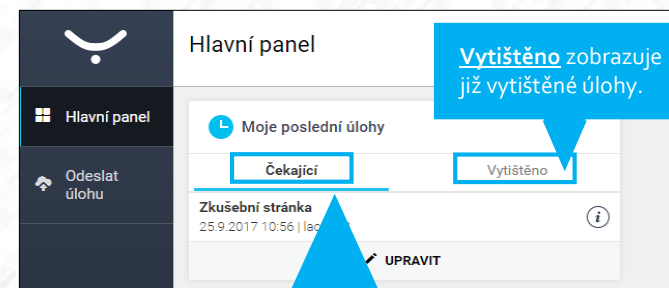 Hlavní panel
Vytištěno zobrazuje
již vytištěné úlohy.
Hlavní panel
Odeslat
úlohu
Moje poslední úlohy
Čekající
Vytištěno
Zkušební stránka
25.9.2017 10:56 |
UPRAVIT